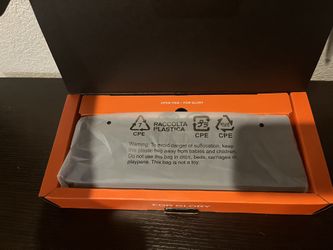 OPEN BOX • FOR GLORY
7
RACCOLTA
PLASTICA
CPE
CPE
CPE
Warning: To avoid danger of suffocation, keep
this plastic bag away from babies and children.
Do not use this bag in cribs, beds, carriages or
playpens. This bag is not a toy.
FOR GLORY